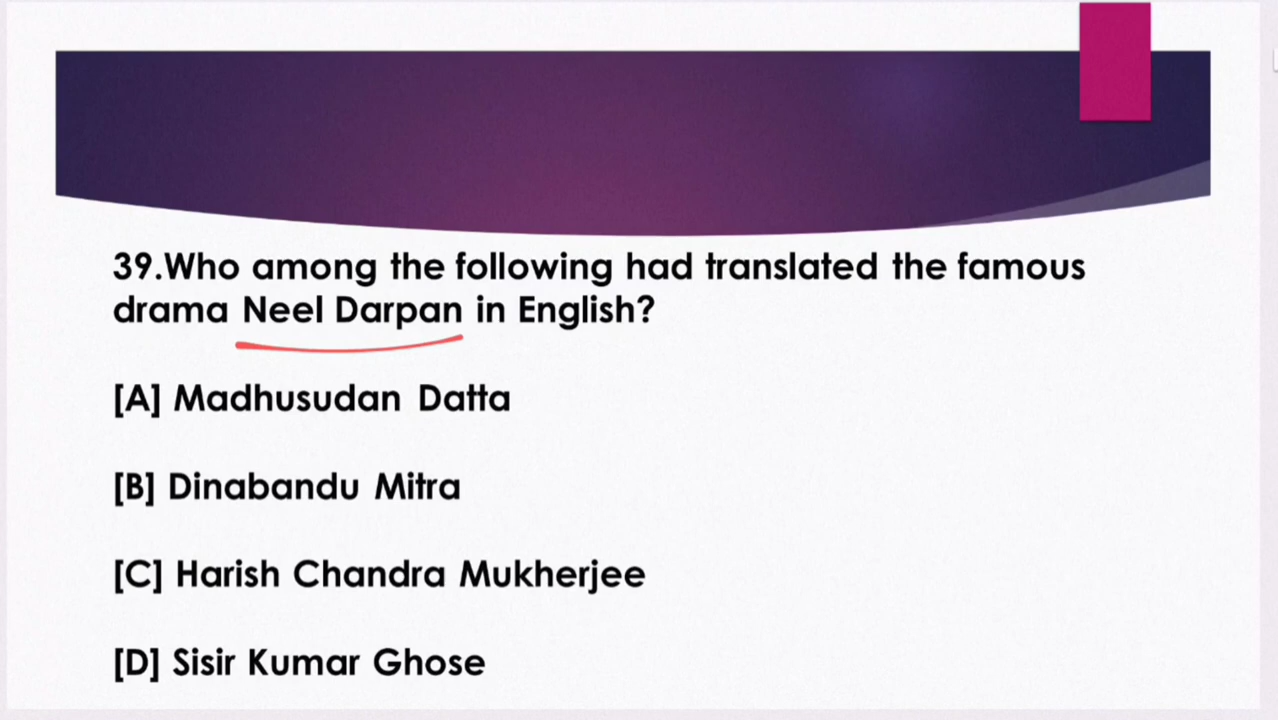 39.Who among the following had translated the famous
drama Neel Darpan in English?
[A] Madhusudan Datta
[B] Dinabandu Mitra
[C] Harish Chandra Mukherjee
[D] Sisir Kumar Ghose